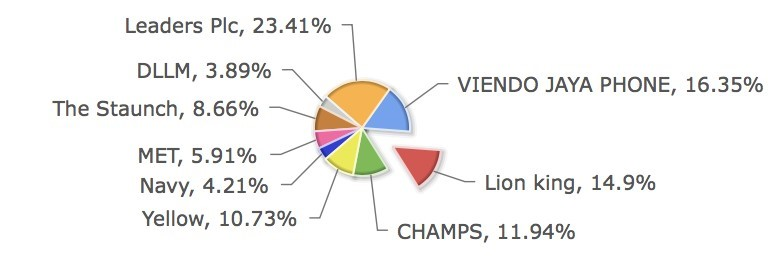 Leaders Plc, 23.41%
DLLM, 3.89%
VIENDO JAYA PHONE, 16.35%
The Staunch, 8.66%
MET, 5.91%
Lion king, 14.9%
Navy, 4.21%
Yellow, 10.73%
CHAMPS, 11.94%